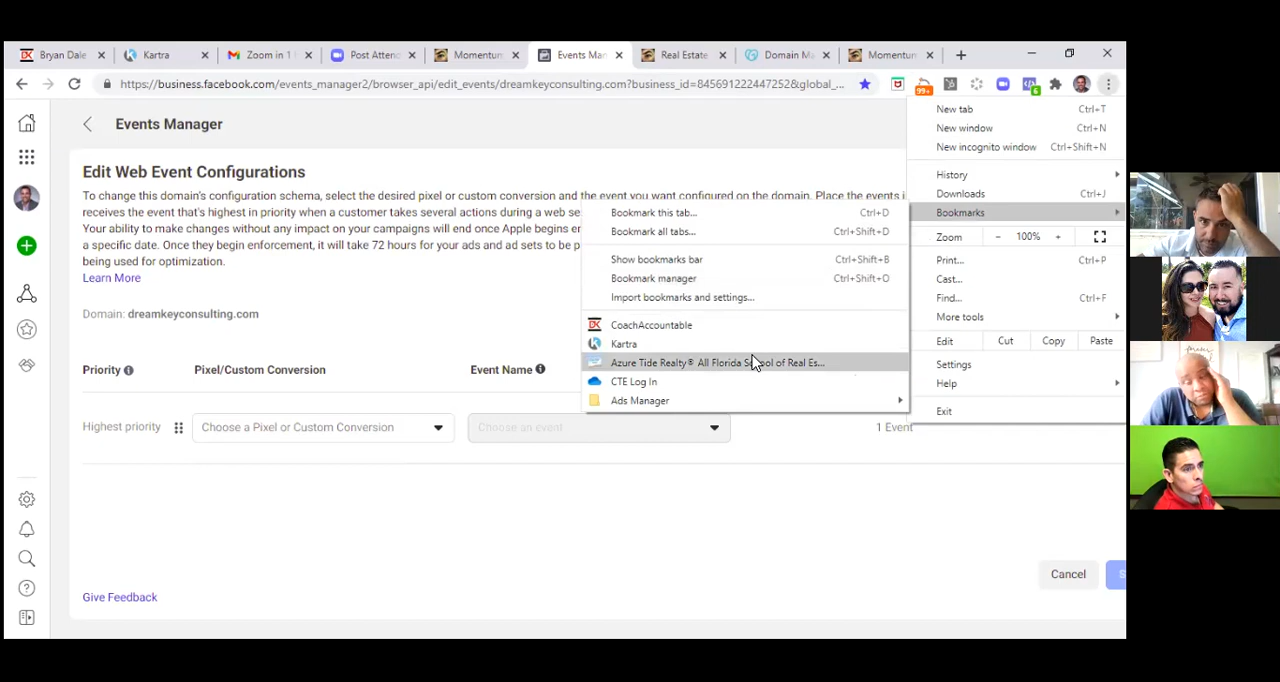 Bryan Dale
Kartra
Zoom in 1
Post Attend
Momentum
Events Man
Real Estate
Domain M
Momentum
https://business.facebook.com/events_manager2/browser_api/edit_events/dreamkeyconsulting.com?business_id=845691222447252&global_...
99+
6
Events Manager
Edit Web Event Configurations
To change this domain's configuration schema, select the desired pixel or custom conversion and the event you want configured on the domain. Place the events i
receives the event that's highest in priority when a customer takes several actions during a web se
Your ability to make changes without any impact on your campaigns will end once Apple begins en
a specific date. Once they begin enforcement, it will take 72 hours for your ads and ad sets to be p
being used for optimization.
Learn More
Domain: dreamkeyconsulting.com
Priority
Pixel/Custom Conversion
Event Name
Highest priority
Choose a Pixel or Custom Conversion
Choose an event
1 Event
Cancel
S
Give Feedback
New tab Ctrl+T
New window Ctrl+N
New incognito window Ctrl+Shift+N
History
Downloads Ctrl+J
Bookmarks
Zoom - 100% +
Print... Ctrl+P
Cast...
Find... Ctrl+F
More tools
Edit Cut Copy Paste
Settings
Help
Exit
Bookmark this tab... Ctrl+D
Bookmark all tabs... Ctrl+Shift+D
Show bookmarks bar Ctrl+Shift+B
Bookmark manager Ctrl+Shift+O
Import bookmarks and settings...
CoachAccountable
Kartra
Azure Tide Realty® All Florida School of Real Es...
CTE Log In
Ads Manager